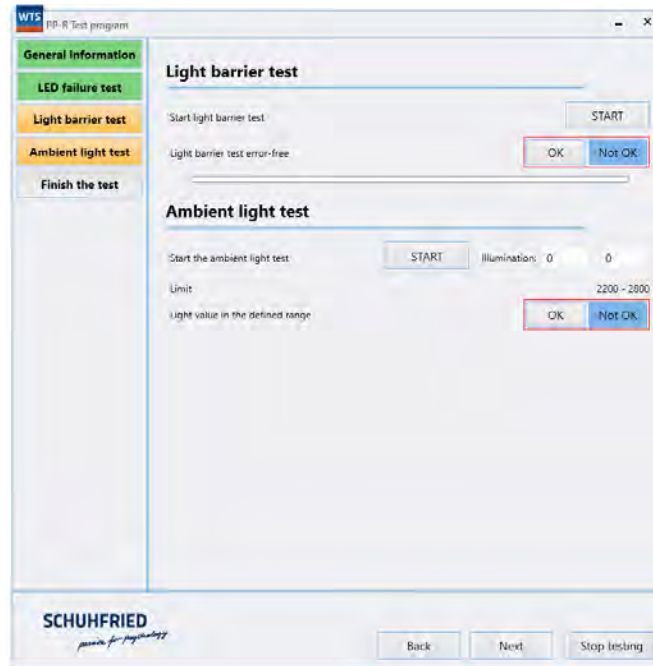 WTS PP-R Test program
General Information
LED failure test
Light barrier test
Ambient light test
Finish the test
Light barrier test
Start light barrier test START
Light barrier test error-free OK Not OK
Ambient light test
Start the ambient light test START Illumination: 0 0
Limit 2200 - 2800
Light value in the defined range OK Not OK
SCHUHFRIED
passion for psychology
Back Next Stop testing